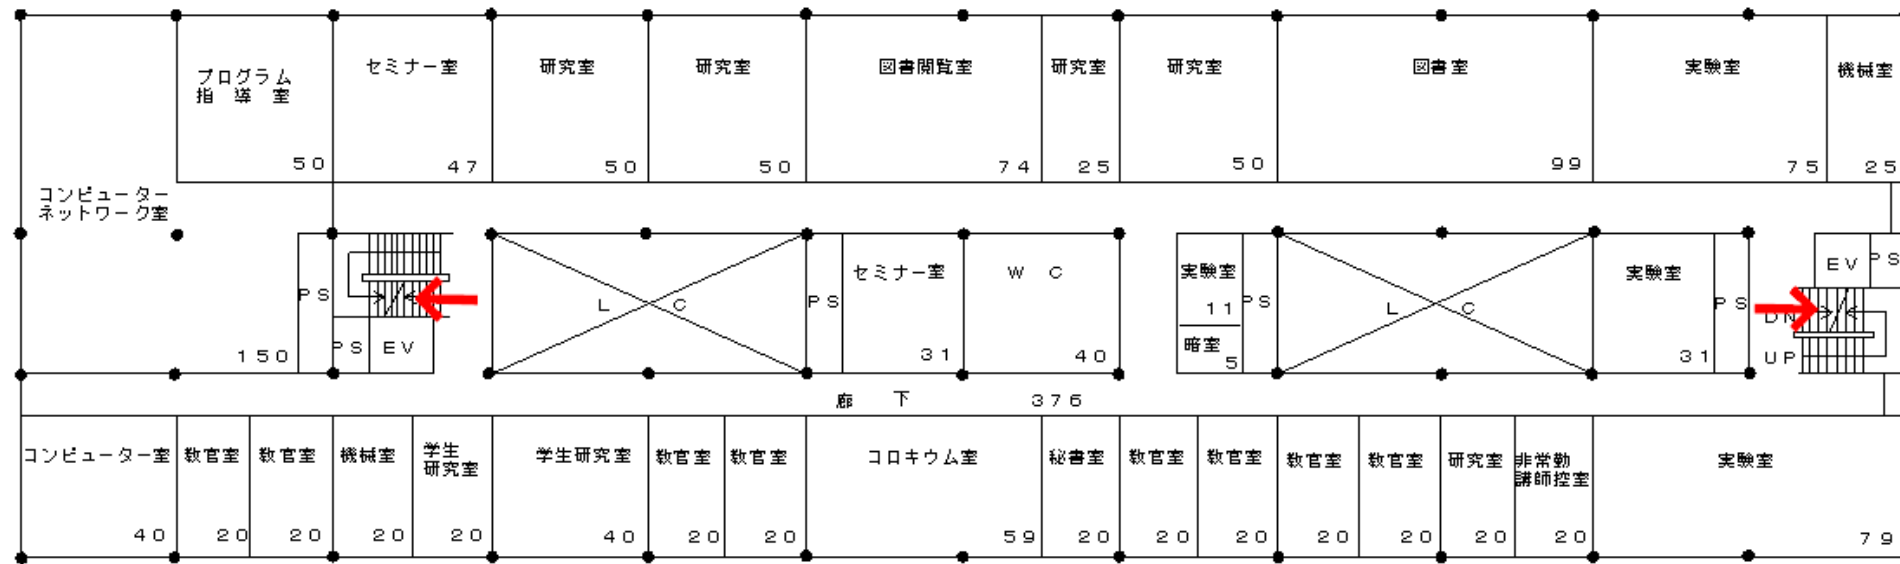 プログラム
指 導 室
50
セミナー室
47
研究室
50
研究室
50
図書閲覧室
74
研究室
25
研究室
50
図書室
99
実験室
75
機械室
25
コンピューター
ネットワーク室
150
PS
PS
EV
L C
PS
セミナー室
31
W C
40
実験室
11
暗室
5
PS
L C
実験室
31
PS
EV
PS
DN
UP
廊 下 376
コンピューター室
40
教官室
20
教官室
20
機械室
20
学生
研究室
20
学生研究室
40
教官室
20
教官室
20
コロキウム室
59
秘書室
20
教官室
20
教官室
20
教官室
20
教官室
20
研究室
20
非常勤
講師控室
20
実験室
79